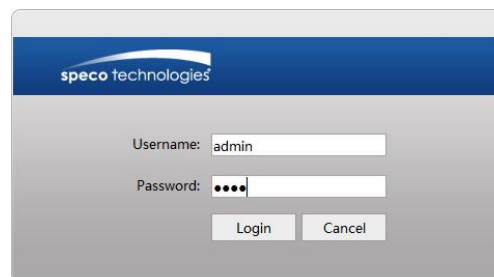 speco technologies
Username: admin
Password: ●●●●
Login Cancel